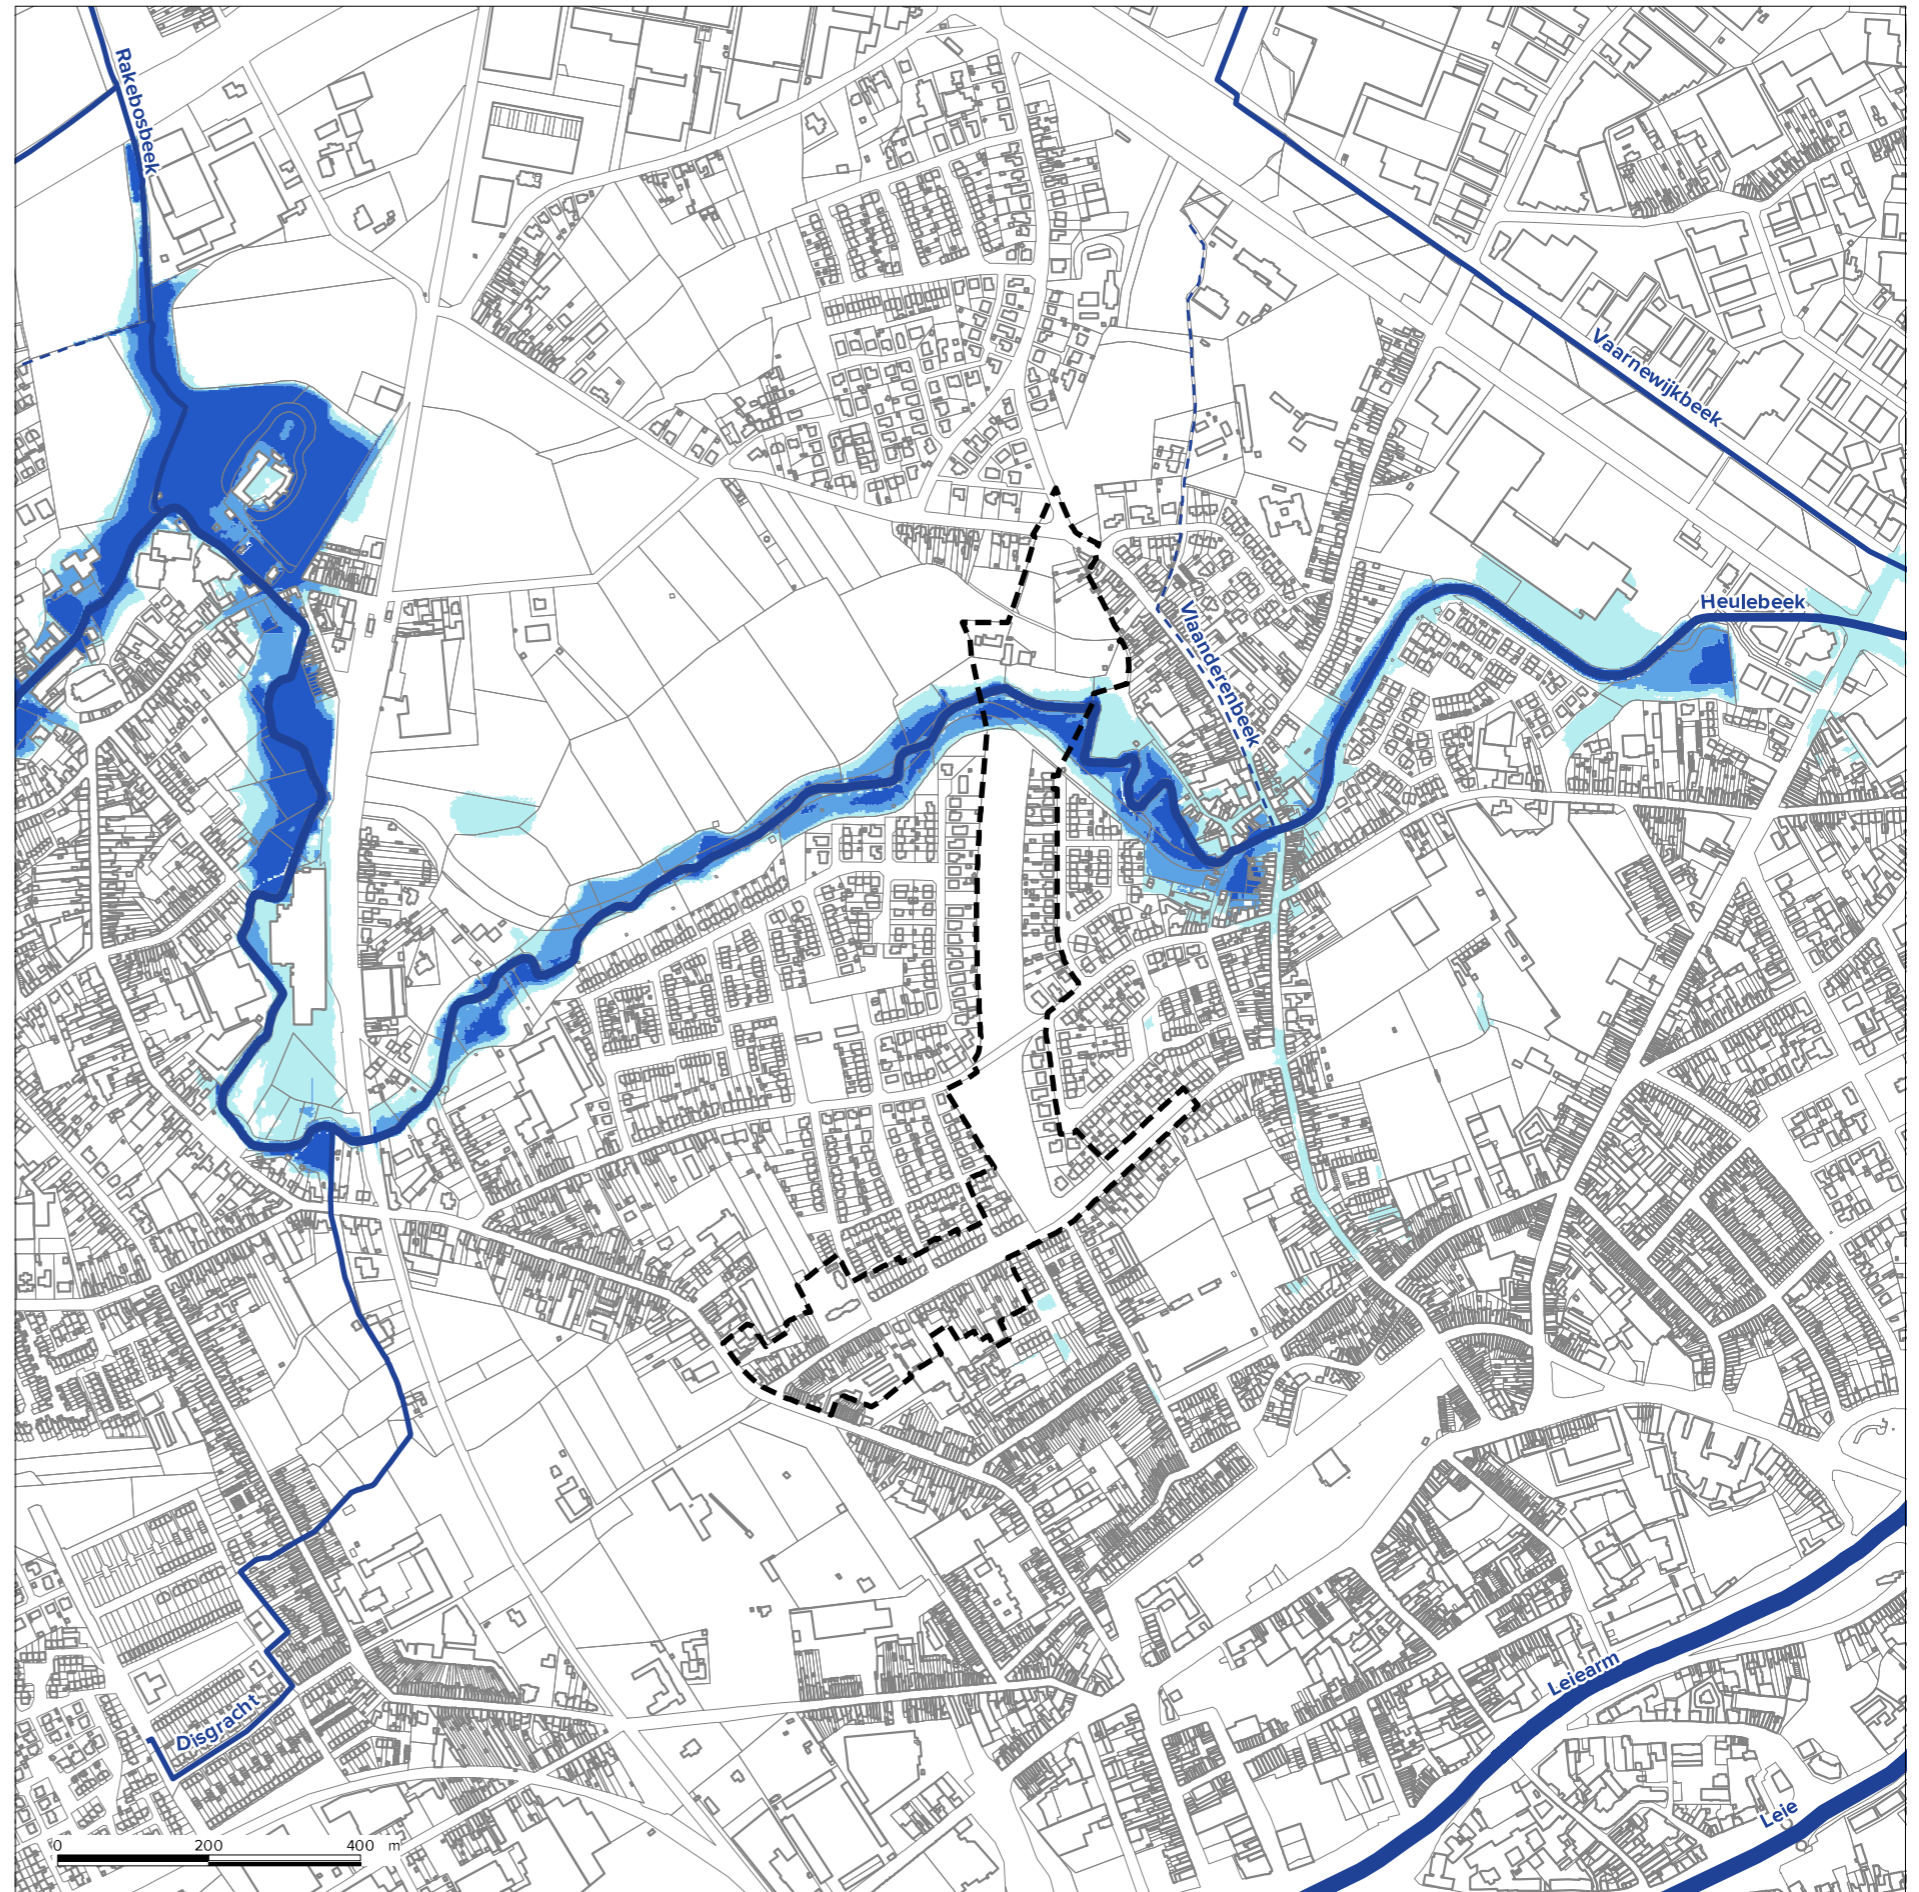 Rakebosbeek
Vaarnewijkbeek
Heulebeek
Vlaanderenbeek
Leiearm
Disgracht
Leie
0 200 400 m